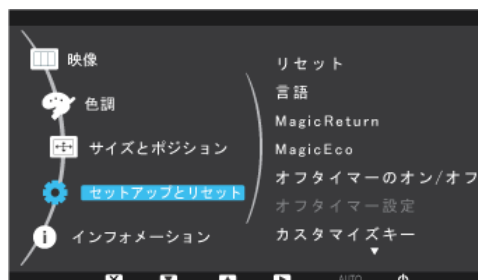 映像
色調
サイズとポジション
セットアップとリセット
インフォメーション
リセット
言語
MagicReturn
MagicEco
オフタイマーのオン/オフ
オフタイマー設定
カスタマイズキー
AUTO